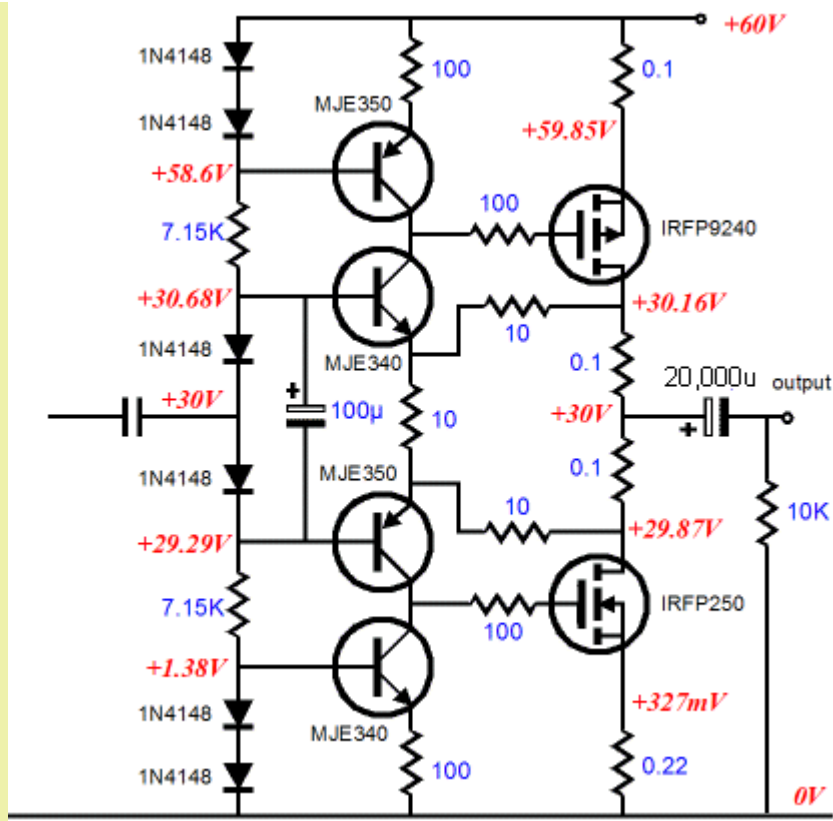 +60V
1N4148
100
0.1
MJE350
1N4148
+59.85V
+58.6V
100
7.15K
IRFP9240
+30.68V
+30.16V
1N4148
MJE340
10
0.1
20,000u
output
+30V
+
100µ
10
+30V
+
0.1
1N4148
MJE350
10
10K
+29.29V
+29.87V
7.15K
IRFP250
100
+1.38V
+327mV
1N4148
MJE340
1N4148
100
0.22
0V